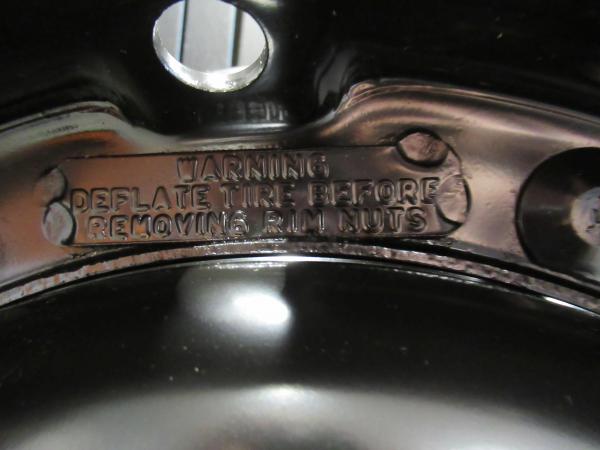 WARNING
DEFLATE TIRE BEFORE
REMOVING RIM NUTS